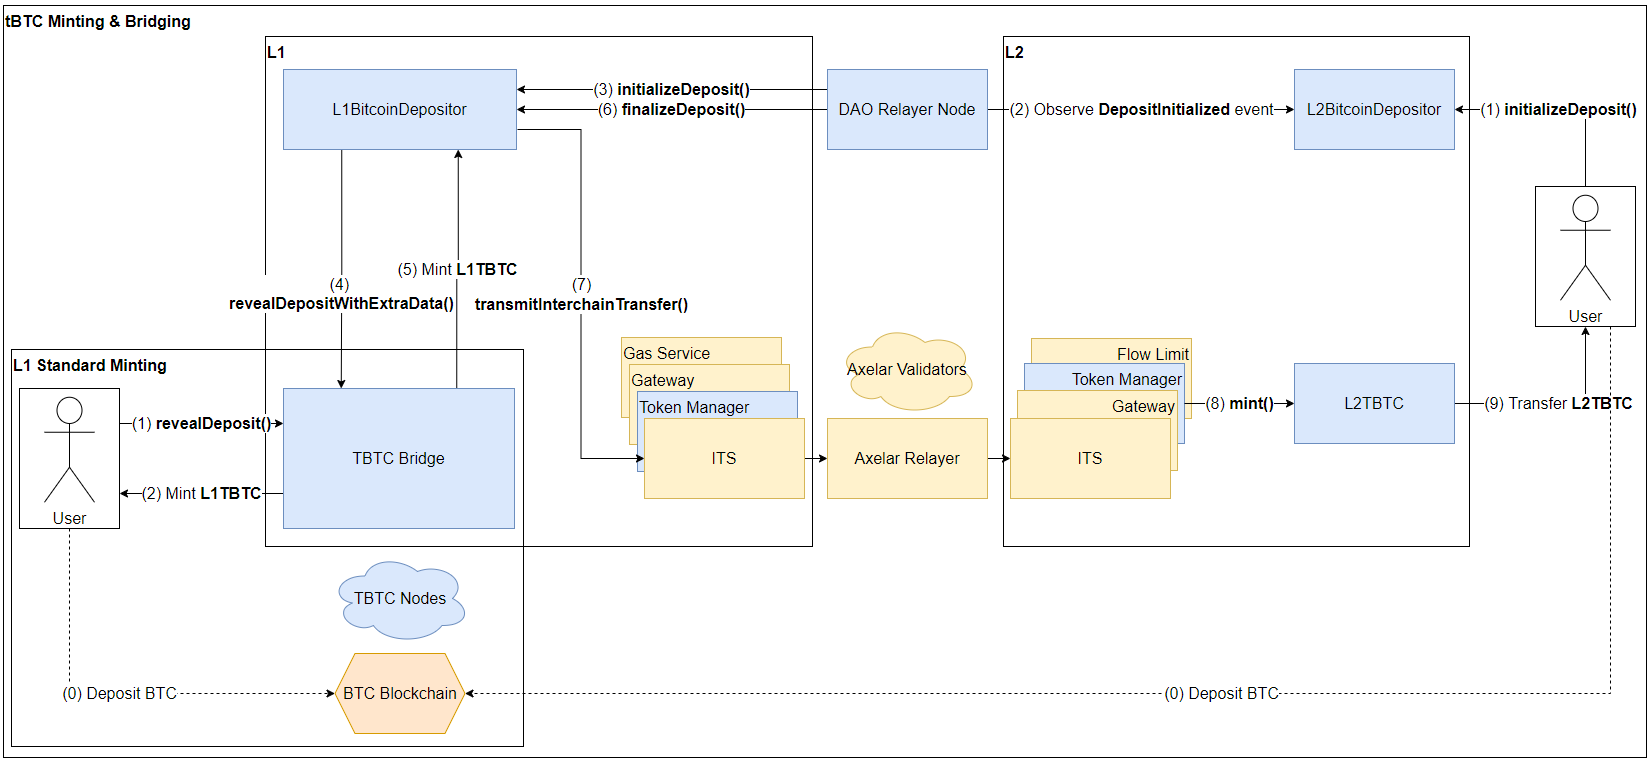 tBTC Minting & Bridging
L1
L2
L1BitcoinDepositor
(3) initializeDeposit()
(6) finalizeDeposit()
DAO Relayer Node
(2) Observe DepositInitialized event
L2BitcoinDepositor
(1) initializeDeposit()
User
(5) Mint L1TBTC
(4)
revealDepositWithExtraData()
(7)
transmitInterchainTransfer()
L1 Standard Minting
(1) revealDeposit()
TBTC Bridge
(2) Mint L1TBTC
User
Gas Service
Gateway
Token Manager
ITS
Axelar Validators
Axelar Relayer
Flow Limit
Token Manager
Gateway
ITS
(8) mint()
L2TBTC
(9) Transfer L2TBTC
TBTC Nodes
(0) Deposit BTC
BTC Blockchain
(0) Deposit BTC